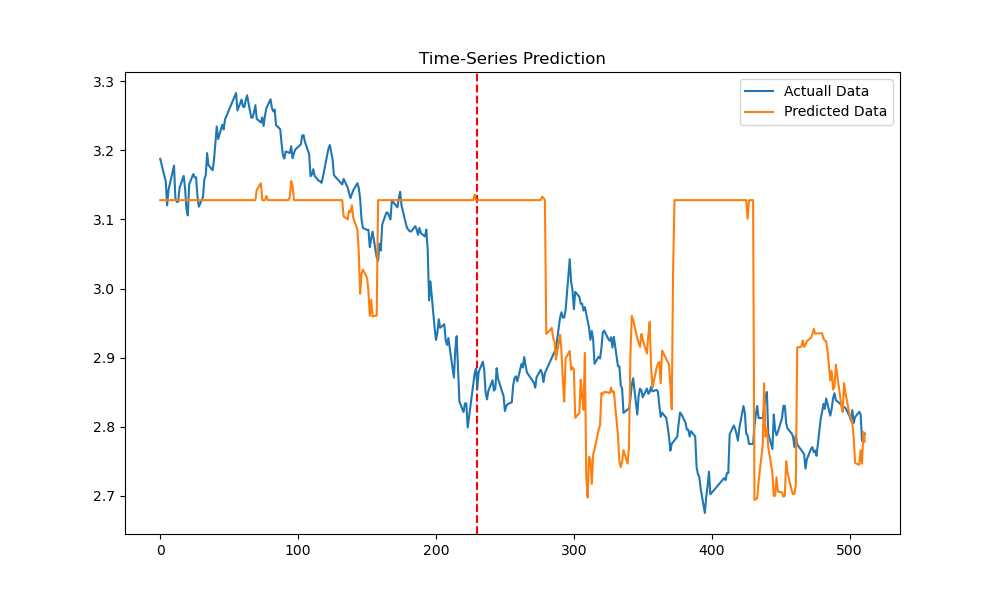 Time-Series Prediction
Actuall Data
Predicted Data
3.3
3.2
3.1
3.0
2.9
2.8
2.7
0 100 200 300 400 500